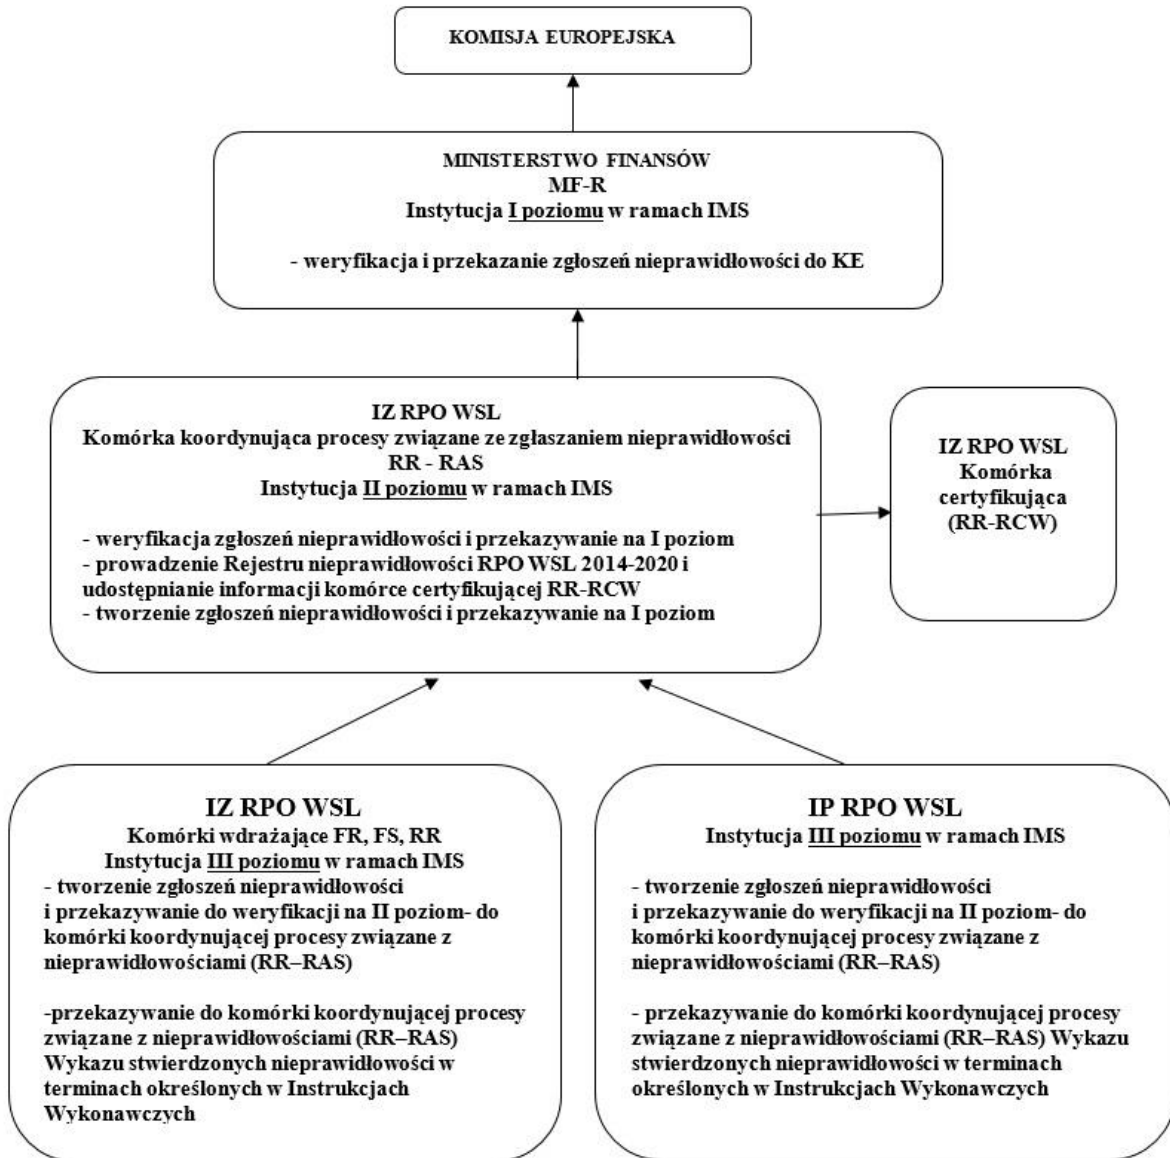 KOMISJA EUROPEJSKA
MINISTERSTWO FINANSÓW
MF-R
Instytucja I poziomu w ramach IMS
- weryfikacja i przekazanie zgłoszeń nieprawidłowości do KE
IZ RPO WSL
Komórka koordynująca procesy związane ze zgłaszaniem nieprawidłowości
RR - RAS
Instytucja II poziomu w ramach IMS
- weryfikacja zgłoszeń nieprawidłowości i przekazywanie na I poziom
- prowadzenie Rejestru nieprawidłowości RPO WSL 2014-2020 i
udostępnianie informacji komórce certyfikującej RR-RCW
- tworzenie zgłoszeń nieprawidłowości i przekazywanie na I poziom
IZ RPO WSL
Komórka
certyfikująca
(RR-RCW)
IZ RPO WSL
Komórki wdrażające FR, FS, RR
Instytucja III poziomu w ramach IMS
- tworzenie zgłoszeń nieprawidłowości
i przekazywanie do weryfikacji na II poziom- do
komórki koordynującej procesy związane z
nieprawidłowościami (RR–RAS)
-przekazywanie do komórki koordynującej procesy
związane z nieprawidłowościami (RR–RAS)
Wykazu stwierdzonych nieprawidłowości w
terminach określonych w Instrukcjach
Wykonawczych
IP RPO WSL
Instytucja III poziomu w ramach IMS
- tworzenie zgłoszeń nieprawidłowości
i przekazywanie do weryfikacji na II poziom- do
komórki koordynującej procesy związane z
nieprawidłowościami (RR–RAS)
- przekazywanie do komórki koordynującej procesy
związane z nieprawidłowościami (RR–RAS) Wykazu
stwierdzonych nieprawidłowości w terminach
określonych w Instrukcjach Wykonawczych